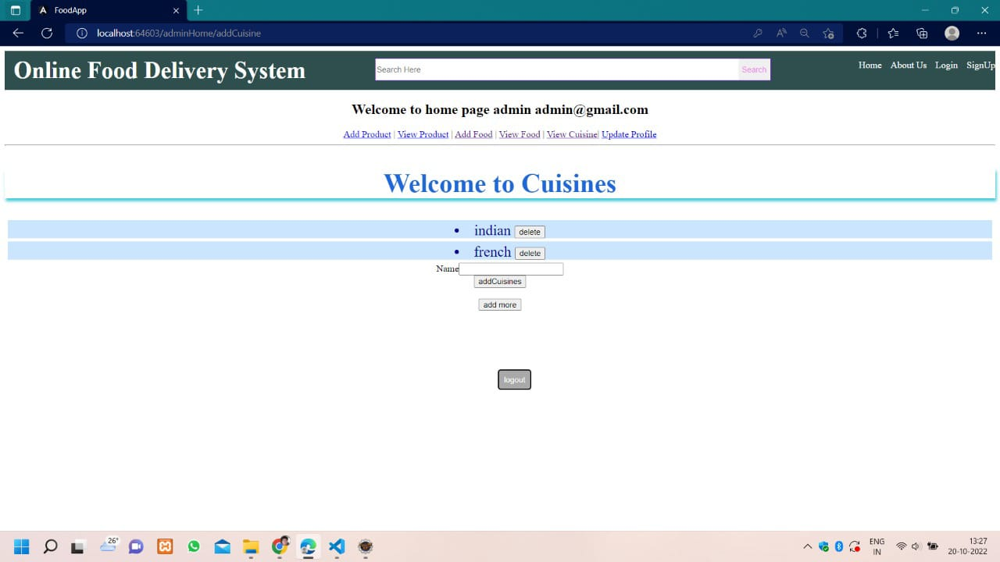 FoodApp
localhost:64603/adminHome/addCuisine
Online Food Delivery System
Search Here
Search
Home About Us Login SignUp
Welcome to home page admin admin@gmail.com
Add Product | View Product | Add Food | View Food | View Cuisine| Update Profile
Welcome to Cuisines
• indian delete
• french delete
Name
addCuisines
add more
logout
26°
ENG
IN
13:27
20-10-2022